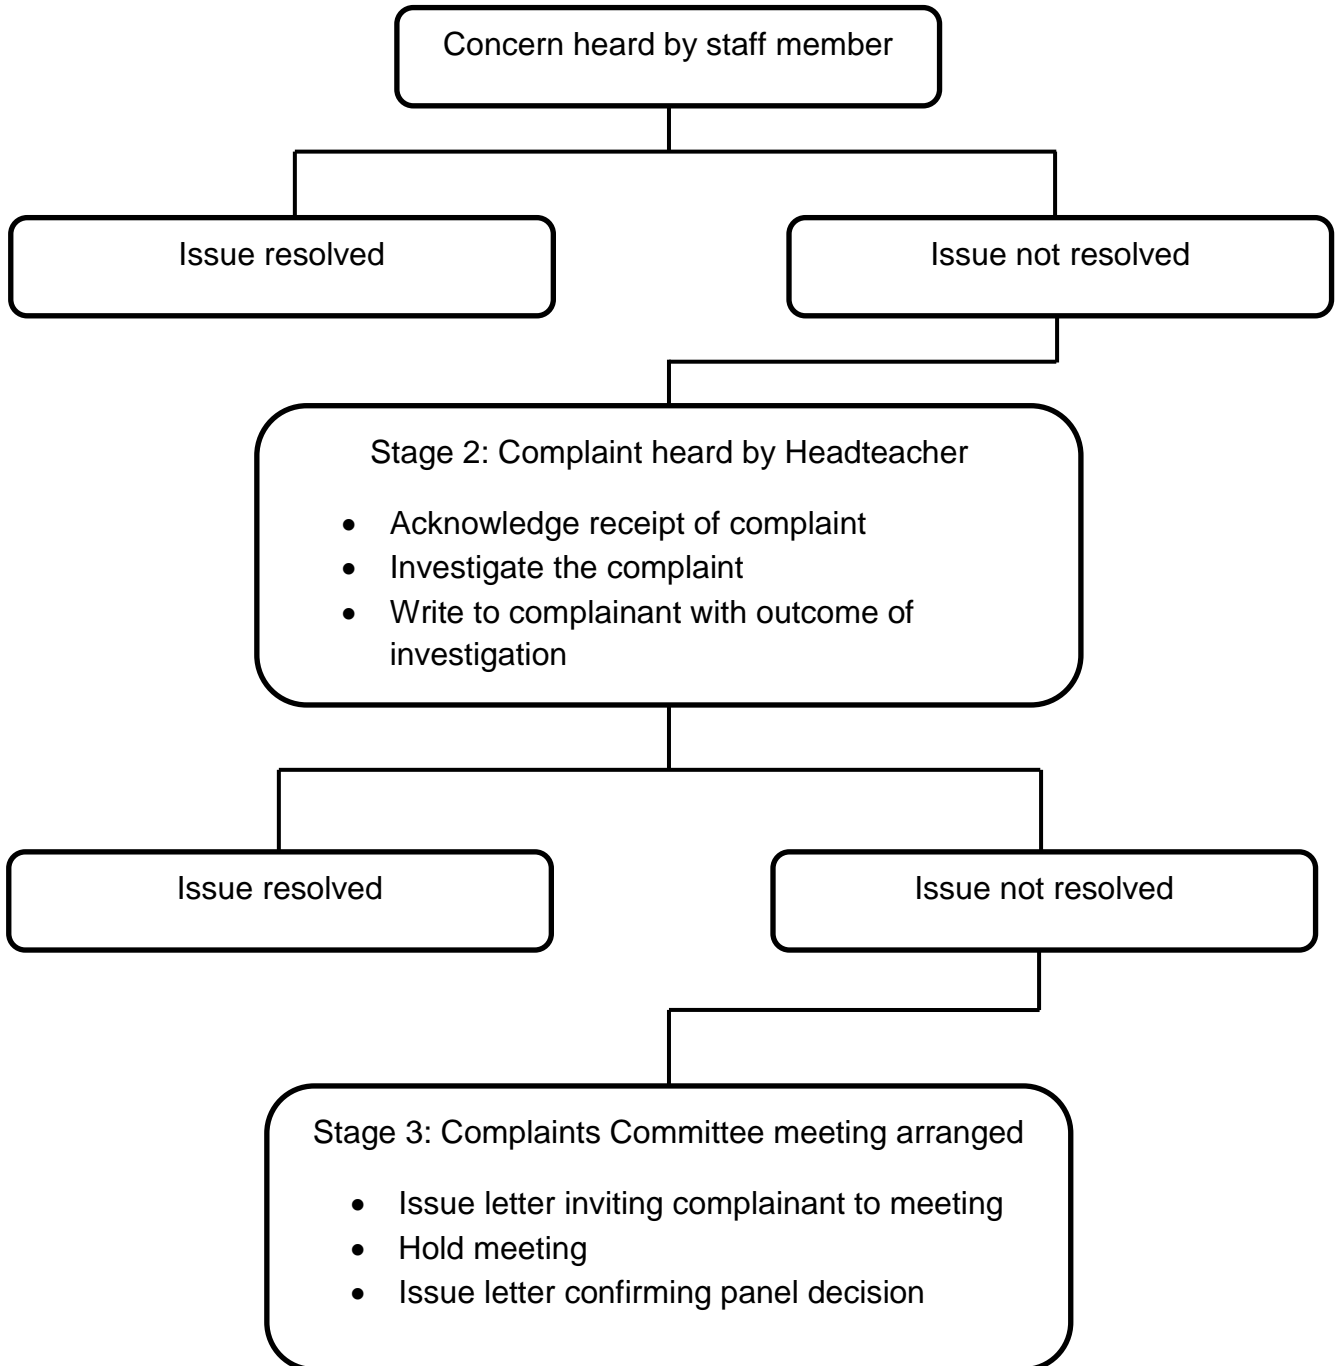 Concern heard by staff member
Issue resolved
Issue not resolved
Stage 2: Complaint heard by Headteacher
• Acknowledge receipt of complaint
• Investigate the complaint
• Write to complainant with outcome of
investigation
Issue resolved
Issue not resolved
Stage 3: Complaints Committee meeting arranged
• Issue letter inviting complainant to meeting
• Hold meeting
• Issue letter confirming panel decision